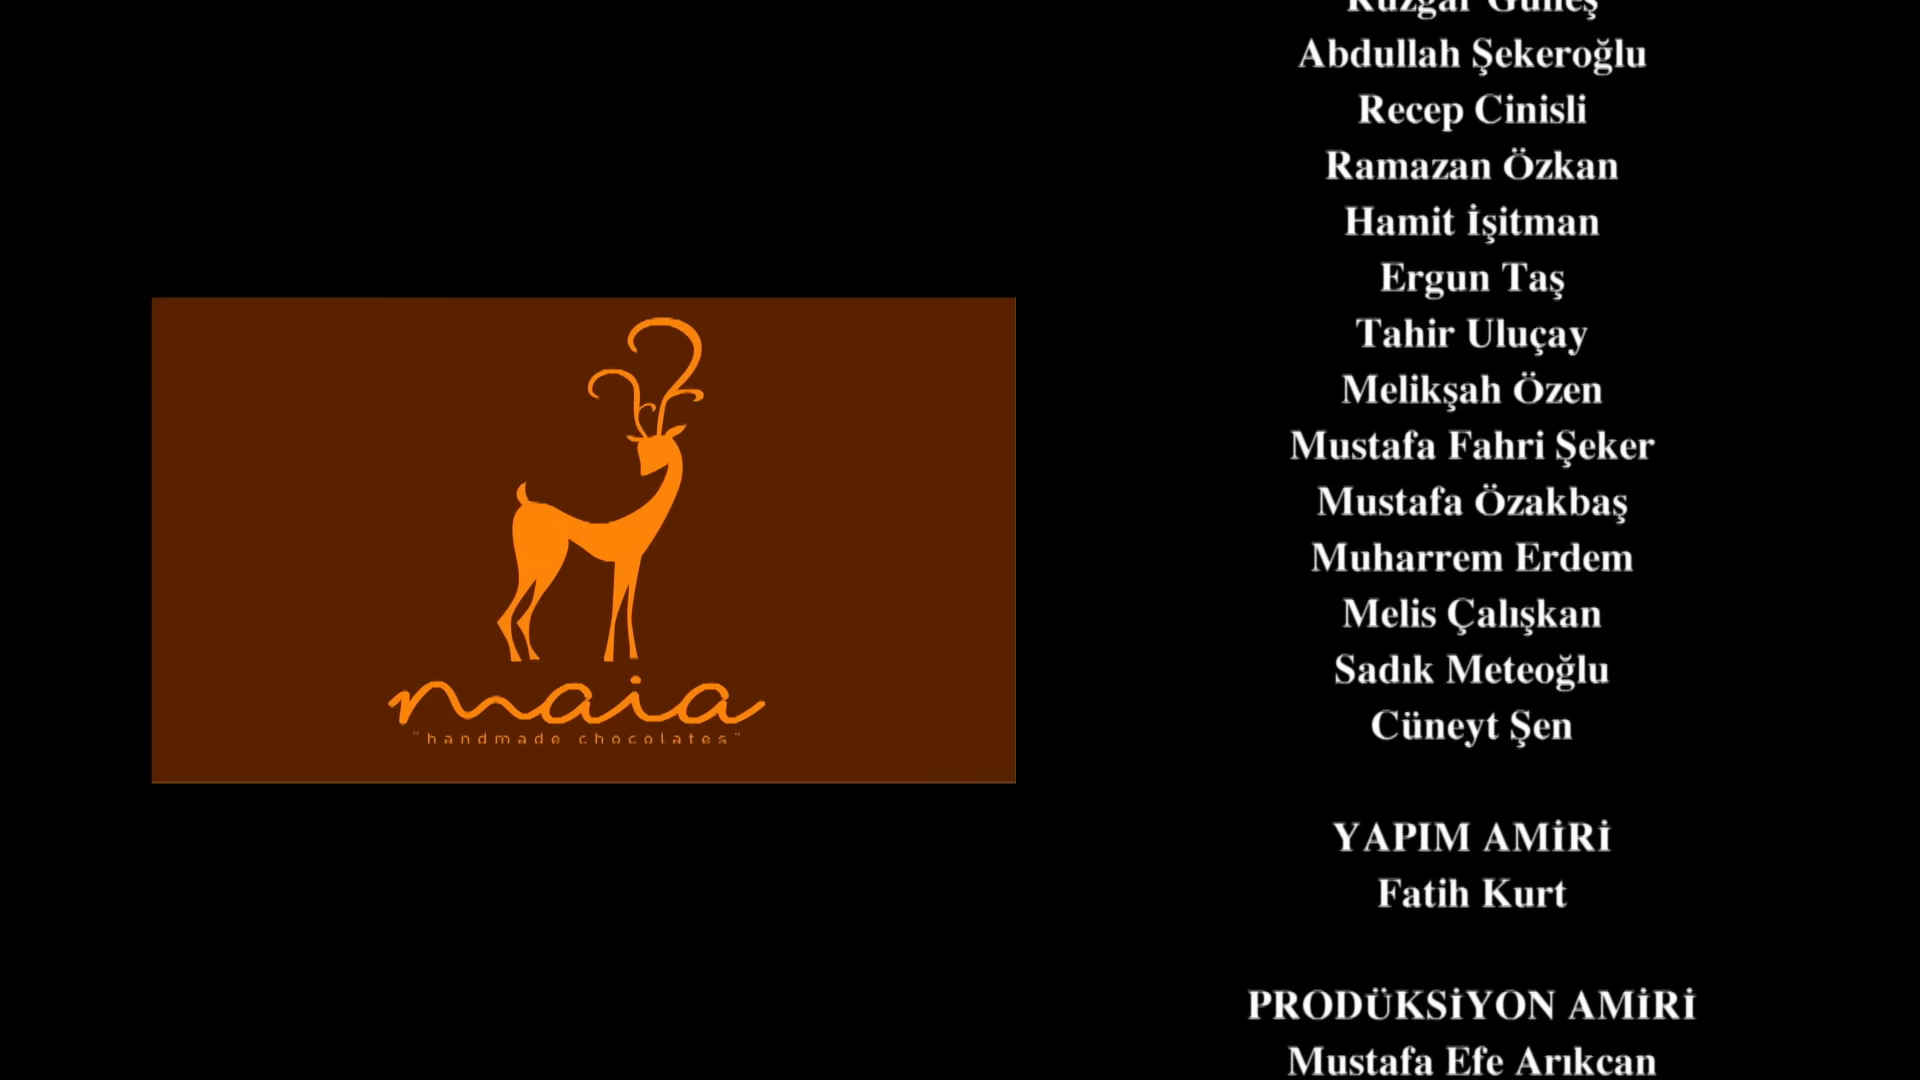 Rüzgar Güneş
Abdullah Şekeroğlu
Recep Cinisli
Ramazan Özkan
Hamit İşitman
Ergun Taş
Tahir Uluçay
Melikşah Özen
Mustafa Fahri Şeker
Mustafa Özakbaş
Muharrem Erdem
Melis Çalışkan
Sadık Meteoğlu
Cüneyt Şen
YAPIM AMİRİ
Fatih Kurt
PRODÜKSİYON AMİRİ
Mustafa Efe Arıkcan
maia
"handmade chocolates"